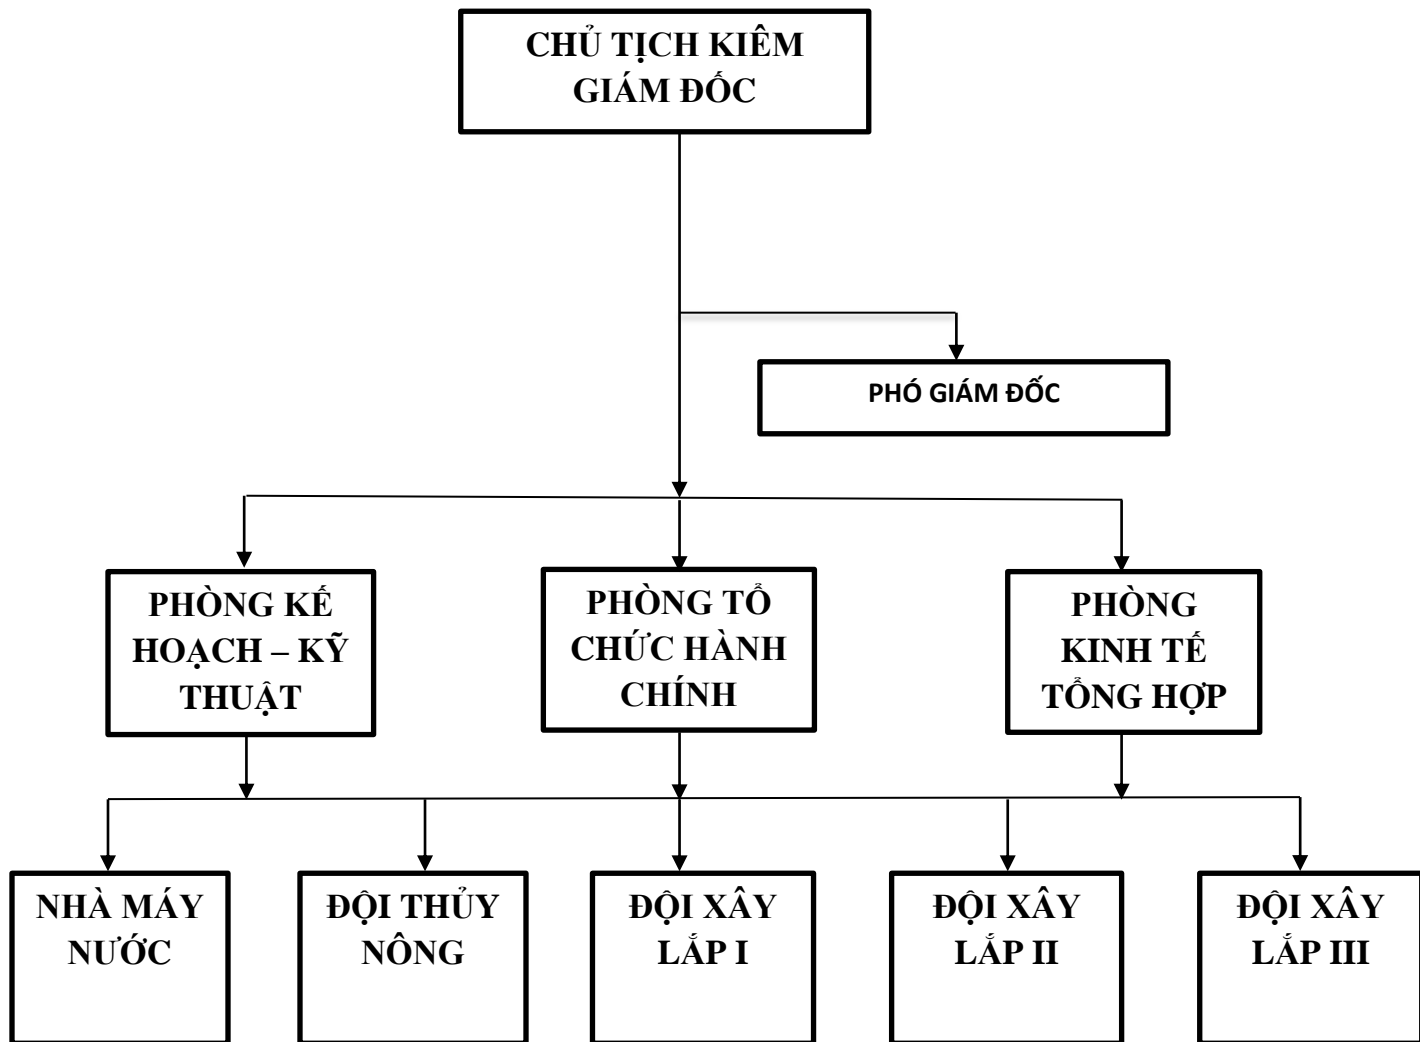 CHỦ TỊCH KIÊM
GIÁM ĐỐC
PHÓ GIÁM ĐỐC
PHÒNG KẾ
HOẠCH – KỸ
THUẬT
PHÒNG TỔ
CHỨC HÀNH
CHÍNH
PHÒNG
KINH TẾ
TỔNG HỢP
NHÀ MÁY
NƯỚC
ĐỘI THỦY
NÔNG
ĐỘI XÂY
LẮP I
ĐỘI XÂY
LẮP II
ĐỘI XÂY
LẮP III